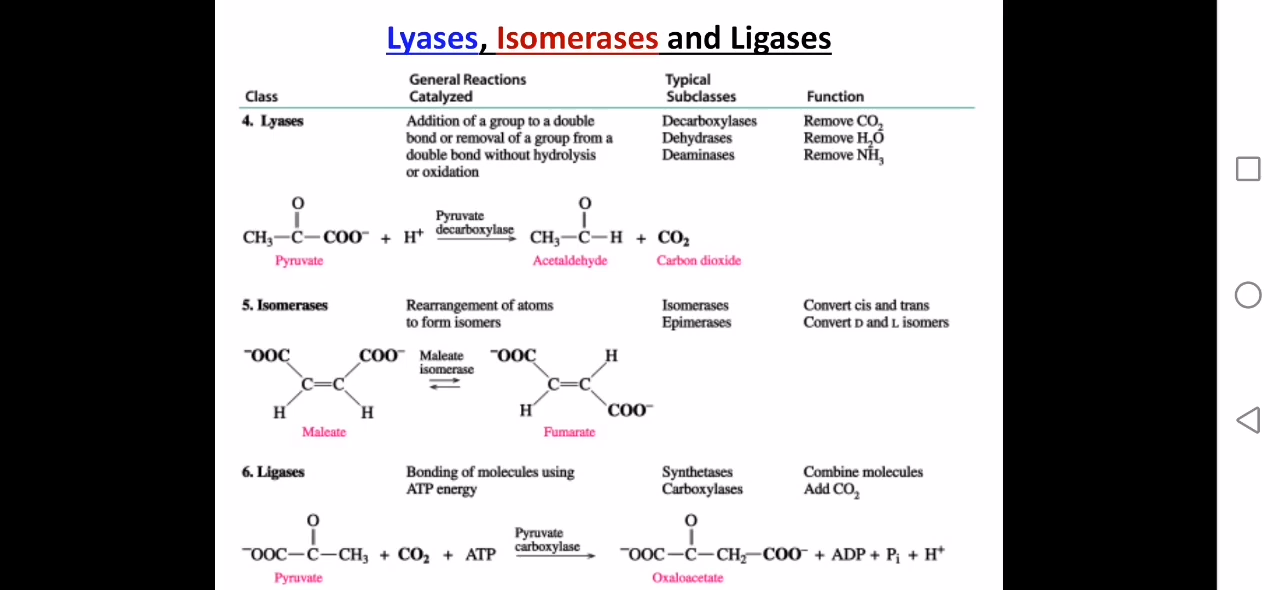 Lyases, Isomerases and Ligases
General Reactions Typical
Class Catalyzed Subclasses Function
4. Lyases Addition of a group to a double Decarboxylases Remove CO₂
bond or removal of a group from a Dehydrases Remove H₂O
double bond without hydrolysis Deaminases Remove NH₃
or oxidation
O O
Pyruvate
CH₃—C—COO⁻ + H⁺ decarboxylase CH₃—C—H + CO₂
Pyruvate Acetaldehyde Carbon dioxide
5. Isomerases Rearrangement of atoms Isomerases Convert cis and trans
to form isomers Epimerases Convert D and L isomers
⁻OOC COO⁻ Maleate ⁻OOC H
isomerase
C=C C=C
H H H COO⁻
Maleate Fumarate
6. Ligases Bonding of molecules using Synthetases Combine molecules
ATP energy Carboxylases Add CO₂
O O
Pyruvate
⁻OOC—C—CH₃ + CO₂ + ATP carboxylase ⁻OOC—C—CH₂—COO⁻ + ADP + Pᵢ + H⁺
Pyruvate Oxaloacetate